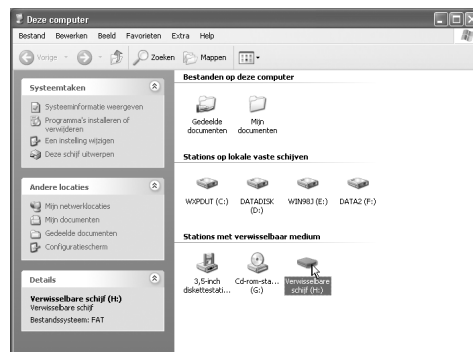 Deze computer
Bestand Bewerken Beeld Favorieten Extra Help
Vorige Zoeken Mappen
Systeemtaken
Systeeminformatie weergeven
Programma's installeren of
verwijderen
Een instelling wijzigen
Deze schijf uitwerpen
Andere locaties
Mijn netwerklocaties
Mijn documenten
Gedeelde documenten
Configuratiescherm
Details
Verwisselbare schijf (H:)
Verwisselbare schijf
Bestandssysteem: FAT
Bestanden op deze computer
Gedeelde Mijn
documenten documenten
Stations op lokale vaste schijven
WXPDUT (C:) DATADISK WIN98J (E:) DATA2 (F:)
(D:)
Stations met verwisselbaar medium
3,5-inch Cd-rom-sta... Verwisselbare
diskettestati... (G:) schijf (H:)